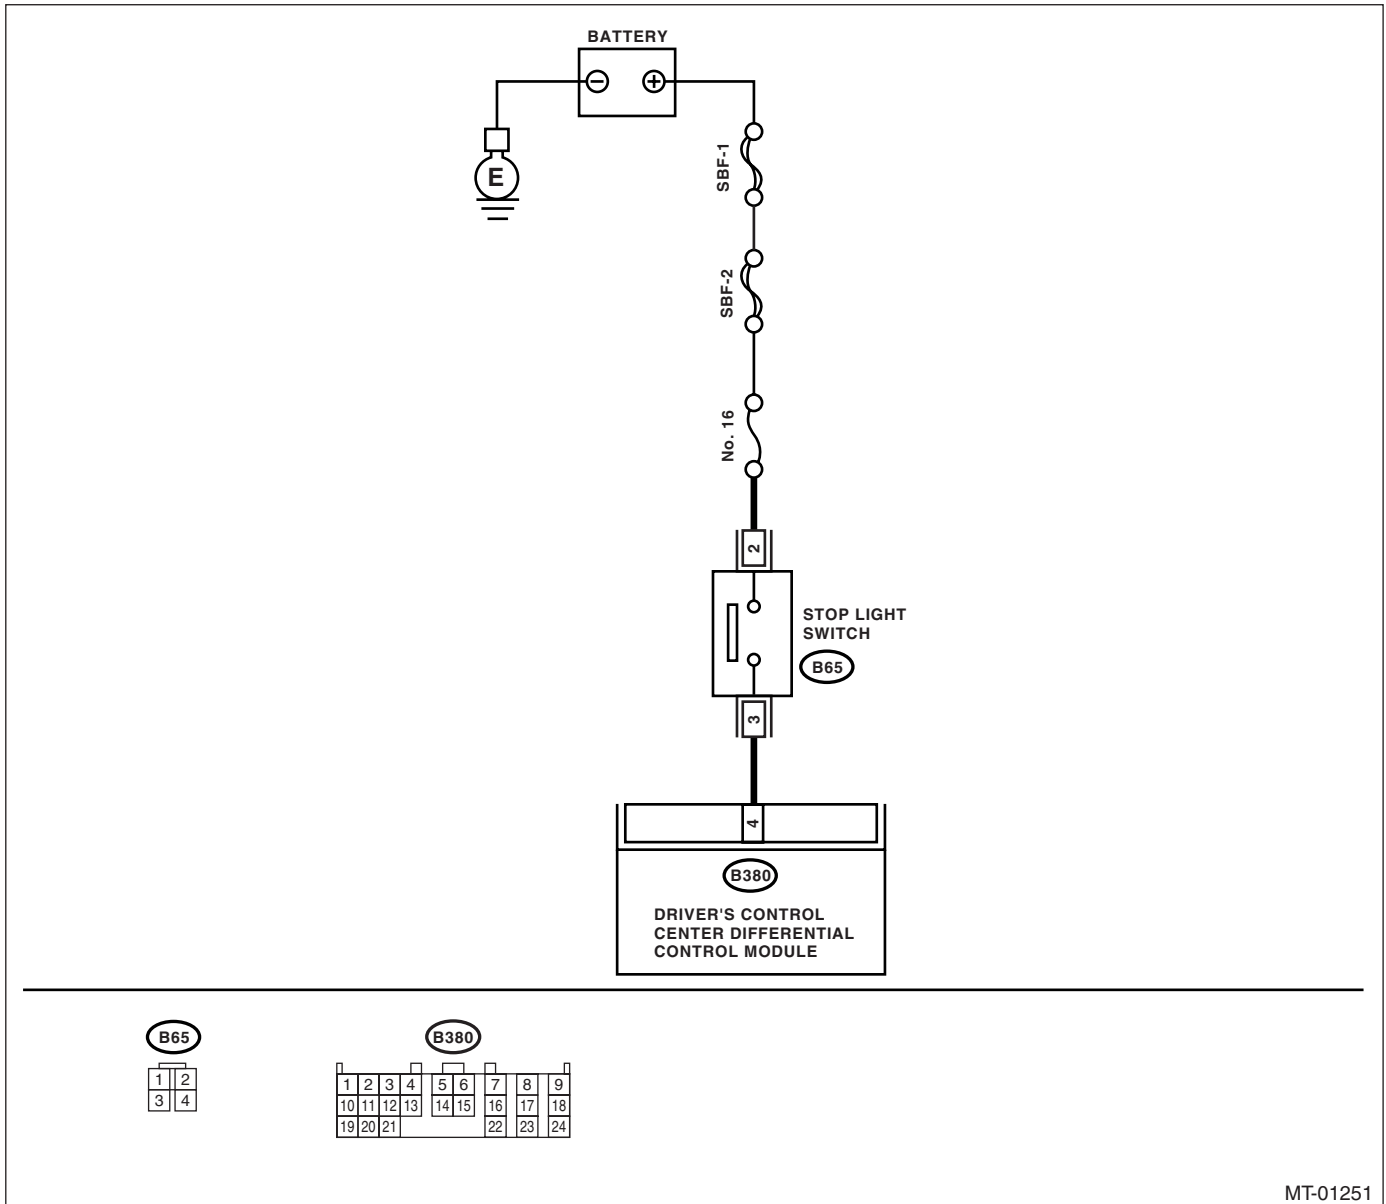 BATTERY
− +
E
SBF-1
SBF-2
No. 16
2
STOP LIGHT
SWITCH
B65
3
4
B380
DRIVER'S CONTROL
CENTER DIFFERENTIAL
CONTROL MODULE
B65
1 2
3 4
B380
1 2 3 4 5 6 7 8 9
10 11 12 13 14 15 16 17 18
19 20 21 22 23 24
MT-01251